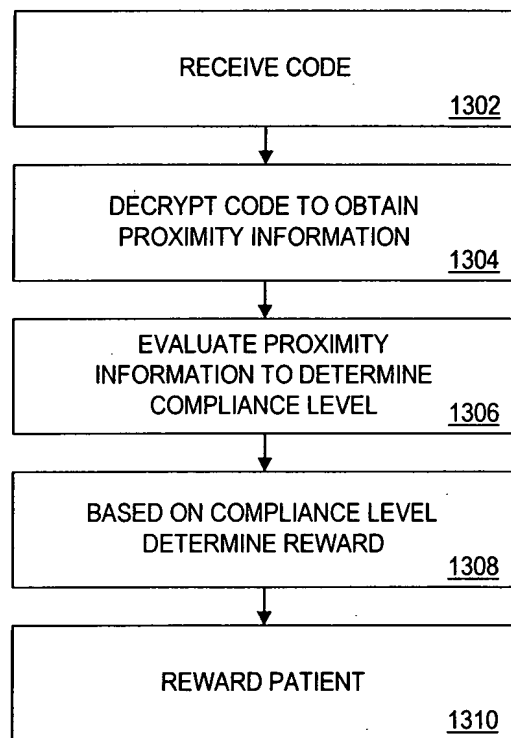 RECEIVE CODE
1302
DECRYPT CODE TO OBTAIN
PROXIMITY INFORMATION
1304
EVALUATE PROXIMITY
INFORMATION TO DETERMINE
COMPLIANCE LEVEL
1306
BASED ON COMPLIANCE LEVEL
DETERMINE REWARD
1308
REWARD PATIENT
1310